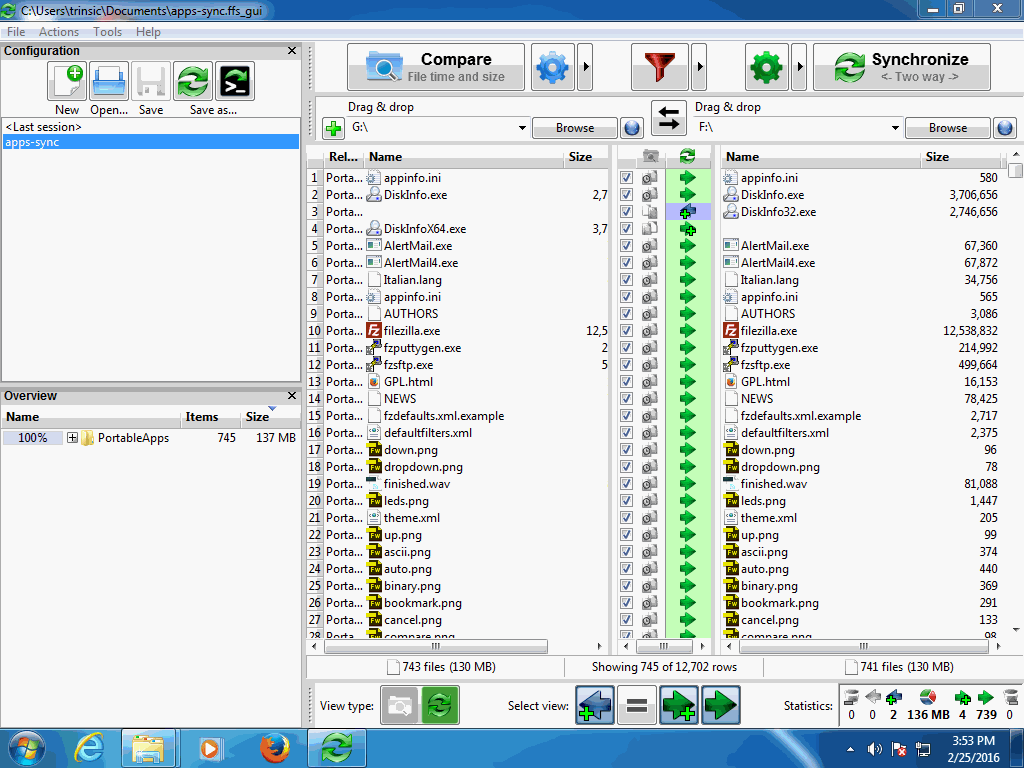 C:\Users\trinsic\Documents\apps-sync.ffs_gui
File Actions Tools Help
Configuration
New Open... Save Save as...
<Last session>
apps-sync
Compare
File time and size
Synchronize
<- Two way ->
Drag & drop
G:\ Browse
Drag & drop
F:\ Browse
Rel... Name Size Name Size
1 Porta... appinfo.ini appinfo.ini 580
2 Porta... DiskInfo.exe 2,7 DiskInfo.exe 3,706,656
3 Porta... DiskInfo32.exe 2,746,656
4 Porta... DiskInfoX64.exe 3,7
5 Porta... AlertMail.exe AlertMail.exe 67,360
6 Porta... AlertMail4.exe AlertMail4.exe 67,872
7 Porta... Italian.lang Italian.lang 34,756
8 Porta... appinfo.ini appinfo.ini 565
9 Porta... AUTHORS AUTHORS 3,086
10 Porta... filezilla.exe 12,5 filezilla.exe 12,538,832
11 Porta... fzputtygen.exe 2 fzputtygen.exe 214,992
12 Porta... fzsftp.exe 5 fzsftp.exe 499,664
13 Porta... GPL.html GPL.html 16,153
14 Porta... NEWS NEWS 78,425
15 Porta... fzdefaults.xml.example fzdefaults.xml.example 2,717
16 Porta... defaultfilters.xml defaultfilters.xml 2,375
17 Porta... down.png down.png 96
18 Porta... dropdown.png dropdown.png 78
19 Porta... finished.wav finished.wav 81,088
20 Porta... leds.png leds.png 1,447
21 Porta... theme.xml theme.xml 205
22 Porta... up.png up.png 99
23 Porta... ascii.png ascii.png 374
24 Porta... auto.png auto.png 440
25 Porta... binary.png binary.png 369
26 Porta... bookmark.png bookmark.png 291
27 Porta... cancel.png cancel.png 133
28 Porta... compare.png compare.png 98
Overview
Name Items Size
100% PortableApps 745 137 MB
743 files (130 MB) Showing 745 of 12,702 rows 741 files (130 MB)
View type: Select view: Statistics:
0 0 2 136 MB 4 739 0
3:53 PM
2/25/2016